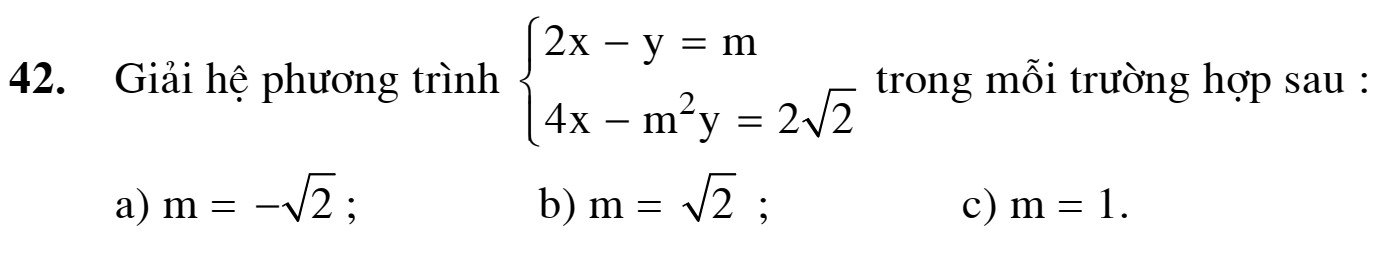 42. Giải hệ phương trình { 2x − y = m
4x − m²y = 2√2 trong mỗi trường hợp sau :
a) m = −√2 ; b) m = √2 ; c) m = 1.